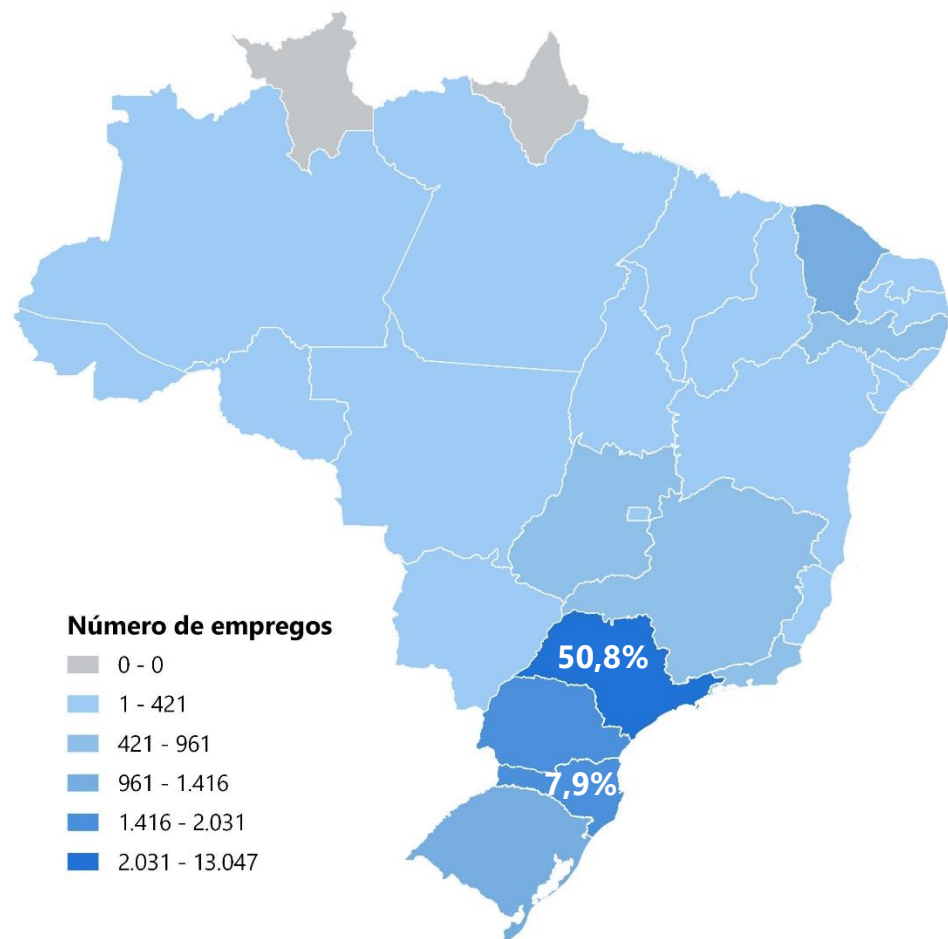 50,8%
7,9%
Número de empregos
0 - 0
1 - 421
421 - 961
961 - 1.416
1.416 - 2.031
2.031 - 13.047